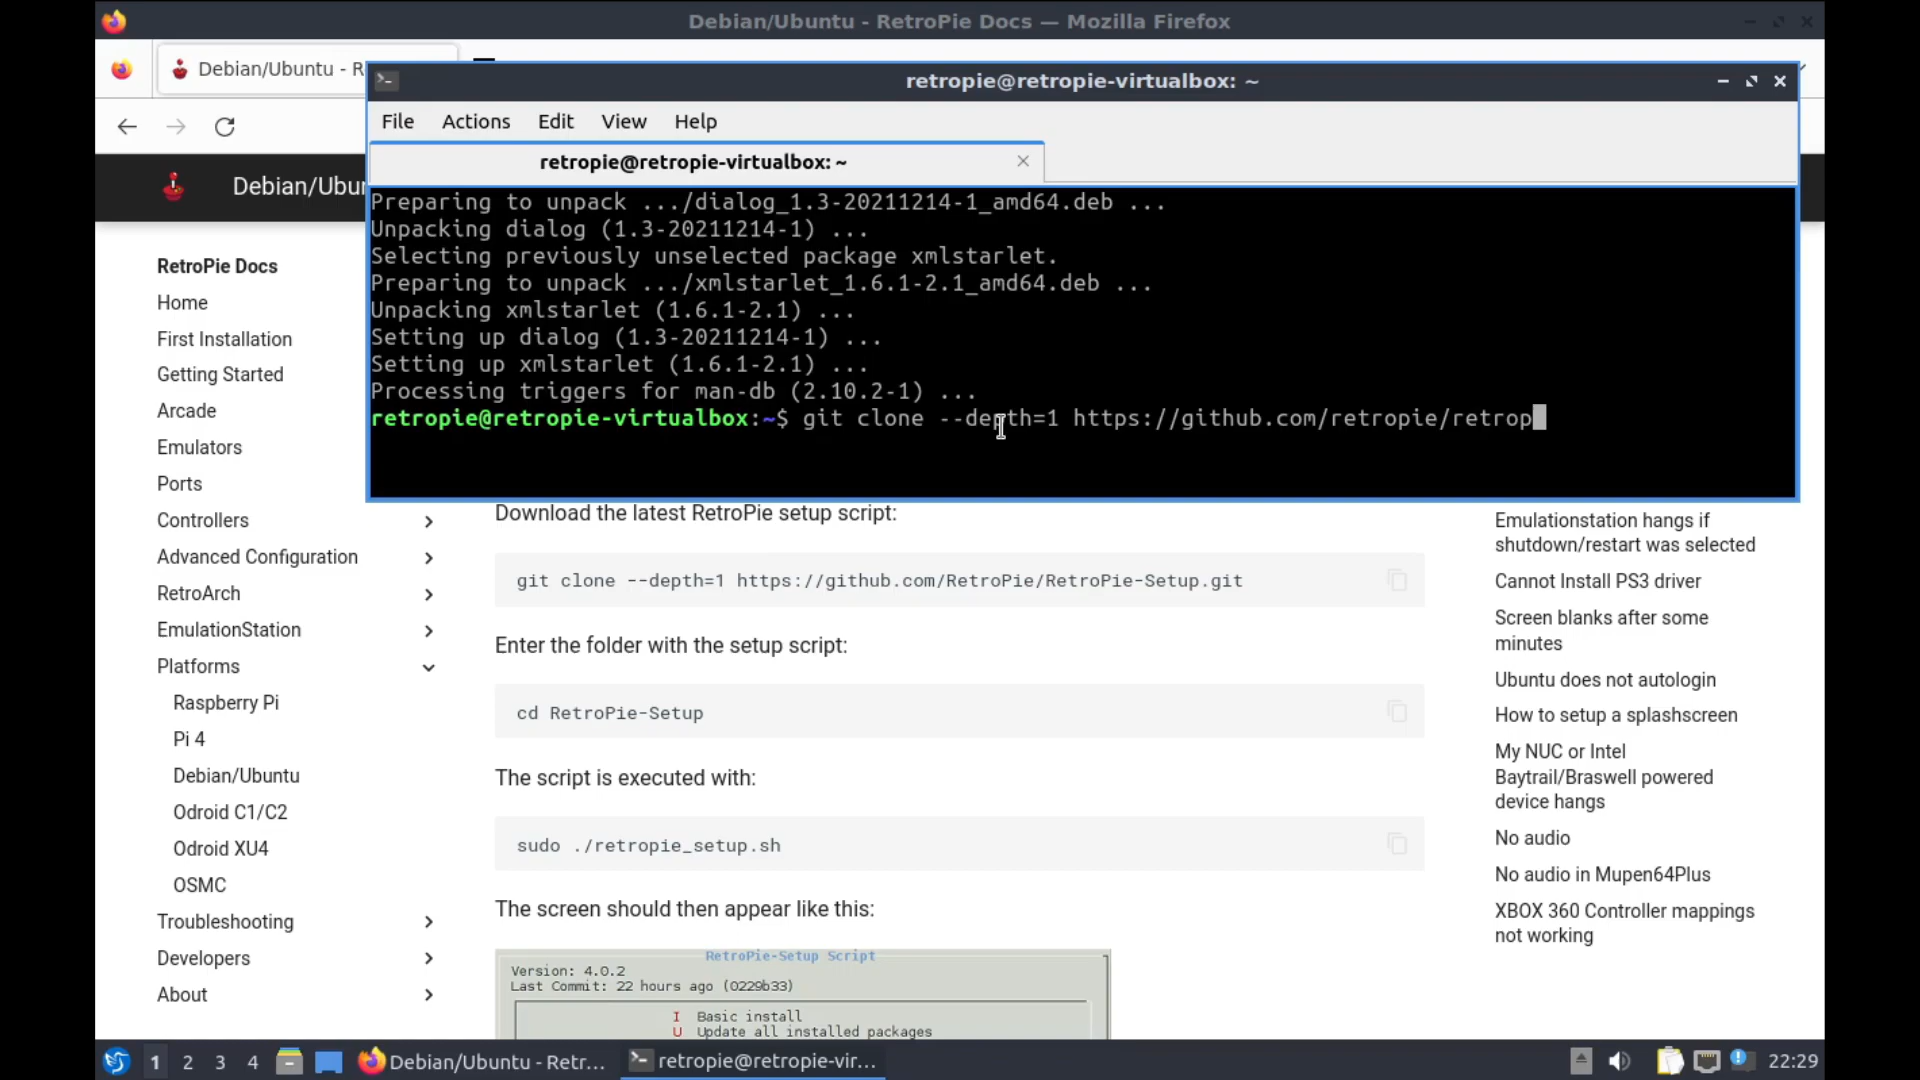 Debian/Ubuntu - RetroPie Docs — Mozilla Firefox
Debian/Ubuntu - R
retropie@retropie-virtualbox: ~
File Actions Edit View Help
retropie@retropie-virtualbox: ~
Debian/Ubu
Preparing to unpack .../dialog_1.3-20211214-1_amd64.deb ...
Unpacking dialog (1.3-20211214-1) ...
Selecting previously unselected package xmlstarlet.
Preparing to unpack .../xmlstarlet_1.6.1-2.1_amd64.deb ...
Unpacking xmlstarlet (1.6.1-2.1) ...
Setting up dialog (1.3-20211214-1) ...
Setting up xmlstarlet (1.6.1-2.1) ...
Processing triggers for man-db (2.10.2-1) ...
retropie@retropie-virtualbox:~$ git clone --depth=1 https://github.com/retropie/retrop
RetroPie Docs
Home
First Installation
Getting Started
Arcade
Emulators
Ports
Controllers
Advanced Configuration
RetroArch
EmulationStation
Platforms
Raspberry Pi
Pi 4
Debian/Ubuntu
Odroid C1/C2
Odroid XU4
OSMC
Troubleshooting
Developers
About
Download the latest RetroPie setup script:
git clone --depth=1 https://github.com/RetroPie/RetroPie-Setup.git
Enter the folder with the setup script:
cd RetroPie-Setup
The script is executed with:
sudo ./retropie_setup.sh
The screen should then appear like this:
RetroPie-Setup Script
Version: 4.0.2
Last Commit: 22 hours ago (0229b33)
I Basic install
U Update all installed packages
Emulationstation hangs if
shutdown/restart was selected
Cannot Install PS3 driver
Screen blanks after some
minutes
Ubuntu does not autologin
How to setup a splashscreen
My NUC or Intel
Baytrail/Braswell powered
device hangs
No audio
No audio in Mupen64Plus
XBOX 360 Controller mappings
not working
1 2 3 4 Debian/Ubuntu - Retr... retropie@retropie-vir... 22:29